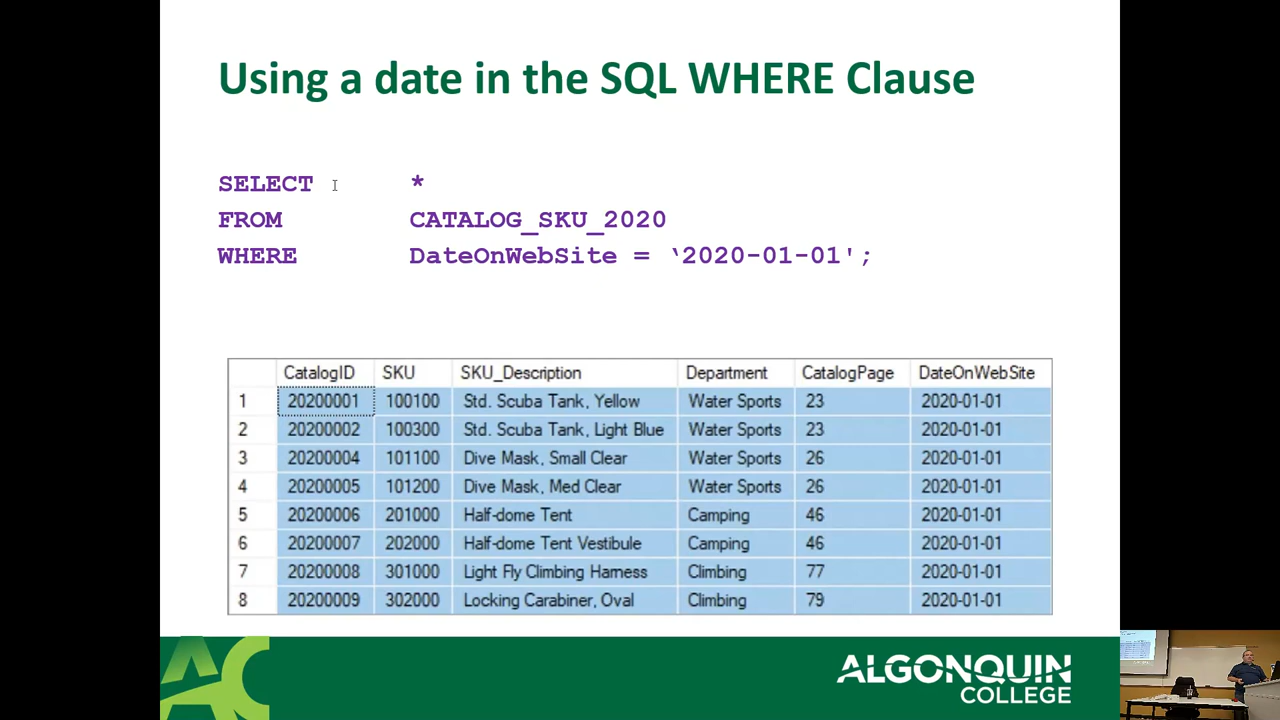 Using a date in the SQL WHERE Clause
SELECT *
FROM CATALOG_SKU_2020
WHERE DateOnWebSite = ‘2020-01-01';
CatalogID SKU SKU_Description Department CatalogPage DateOnWebSite
1 20200001 100100 Std. Scuba Tank, Yellow Water Sports 23 2020-01-01
2 20200002 100300 Std. Scuba Tank, Light Blue Water Sports 23 2020-01-01
3 20200004 101100 Dive Mask, Small Clear Water Sports 26 2020-01-01
4 20200005 101200 Dive Mask, Med Clear Water Sports 26 2020-01-01
5 20200006 201000 Half-dome Tent Camping 46 2020-01-01
6 20200007 202000 Half-dome Tent Vestibule Camping 46 2020-01-01
7 20200008 301000 Light Fly Climbing Harness Climbing 77 2020-01-01
8 20200009 302000 Locking Carabiner, Oval Climbing 79 2020-01-01
AC
ALGONQUIN
COLLEGE